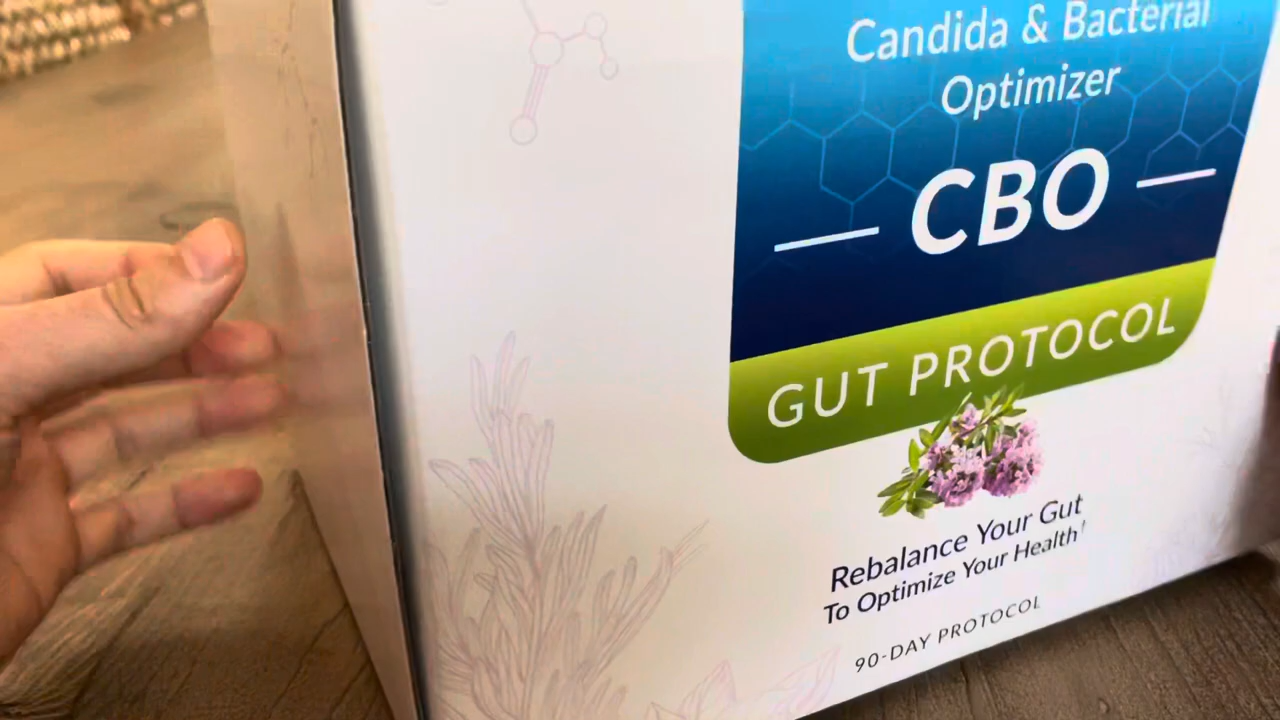 Candida & Bacterial
Optimizer
CBO
GUT PROTOCOL
Rebalance Your Gut
To Optimize Your Health†
90-DAY PROTOCOL